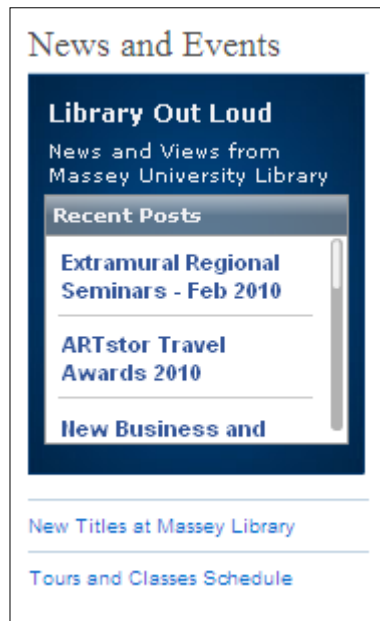 News and Events
Library Out Loud
News and Views from
Massey University Library
Recent Posts
Extramural Regional
Seminars - Feb 2010
ARTstor Travel
Awards 2010
New Business and
New Titles at Massey Library
Tours and Classes Schedule